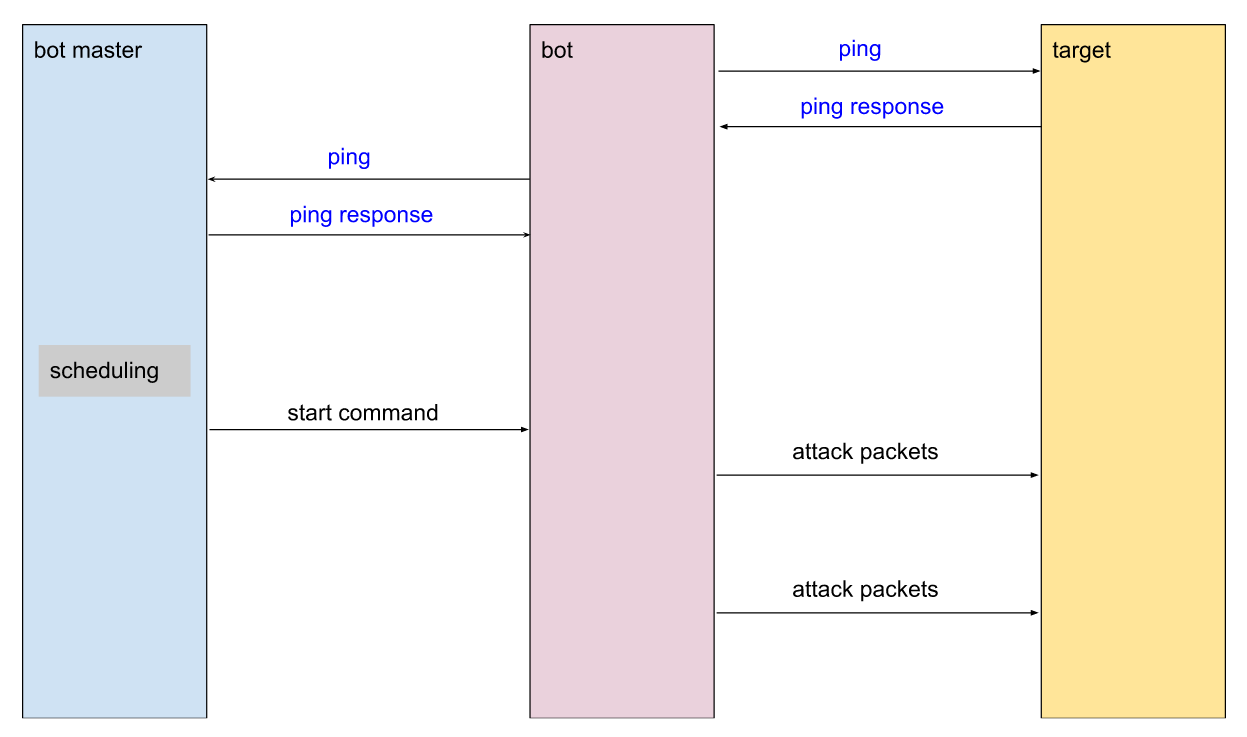 bot master
bot
target
ping
ping response
ping
ping response
scheduling
start command
attack packets
attack packets